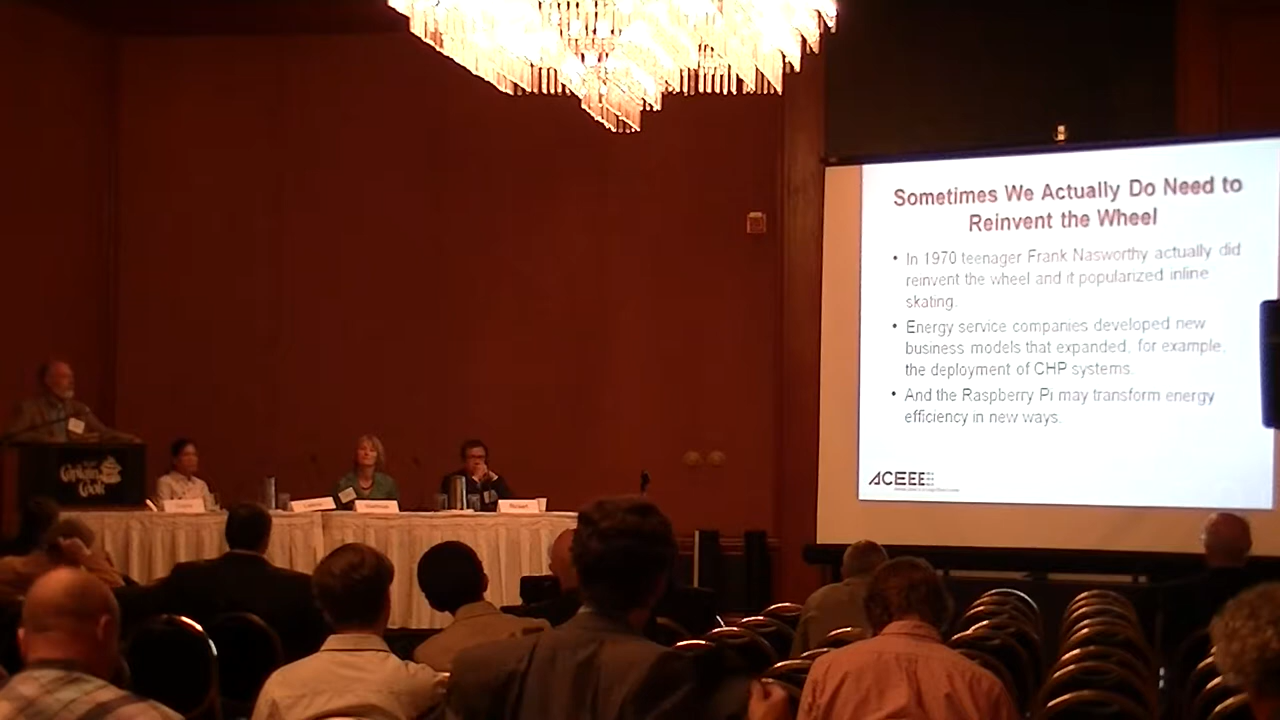 Sometimes We Actually Do Need to
Reinvent the Wheel
• In 1970 teenager Frank Nasworthy actually did
reinvent the wheel and it popularized inline
skating.
• Energy service companies developed new
business models that expanded, for example,
the deployment of CHP systems.
• And the Raspberry Pi may transform energy
efficiency in new ways.
ACEEE
Captain
Cook